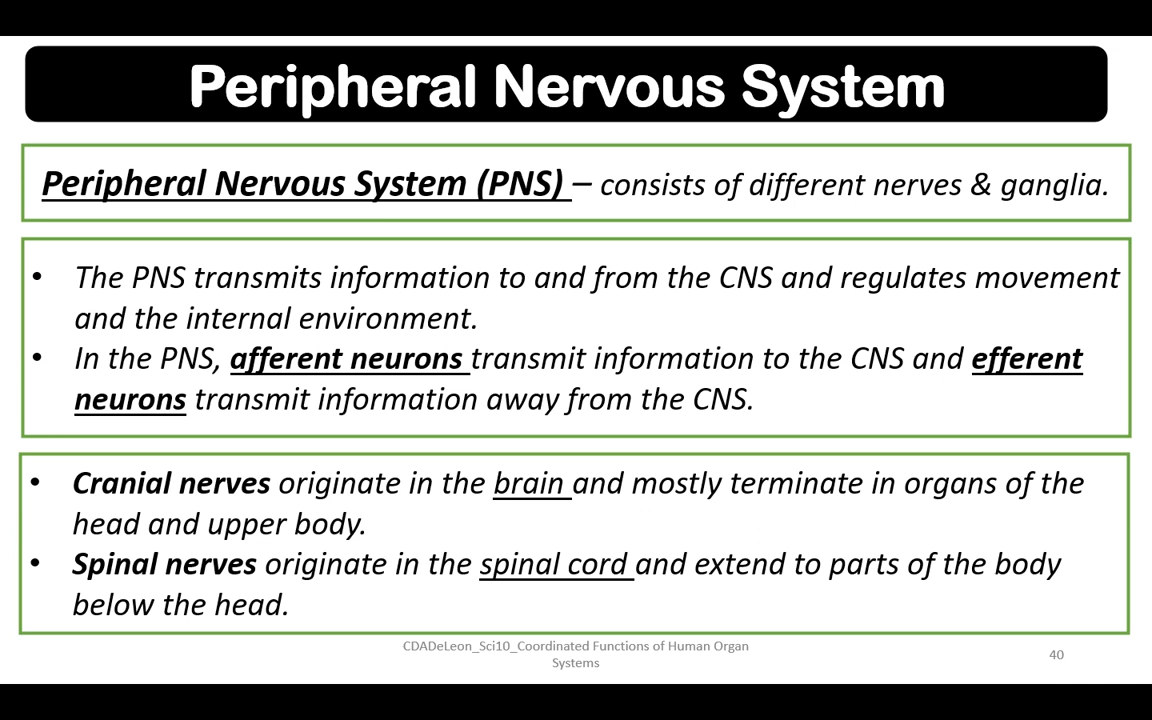 Peripheral Nervous System
Peripheral Nervous System (PNS) – consists of different nerves & ganglia.
• The PNS transmits information to and from the CNS and regulates movement
and the internal environment.
• In the PNS, afferent neurons transmit information to the CNS and efferent
neurons transmit information away from the CNS.
• Cranial nerves originate in the brain and mostly terminate in organs of the
head and upper body.
• Spinal nerves originate in the spinal cord and extend to parts of the body
below the head.
CDADeLeon_Sci10_Coordinated Functions of Human Organ
Systems
40